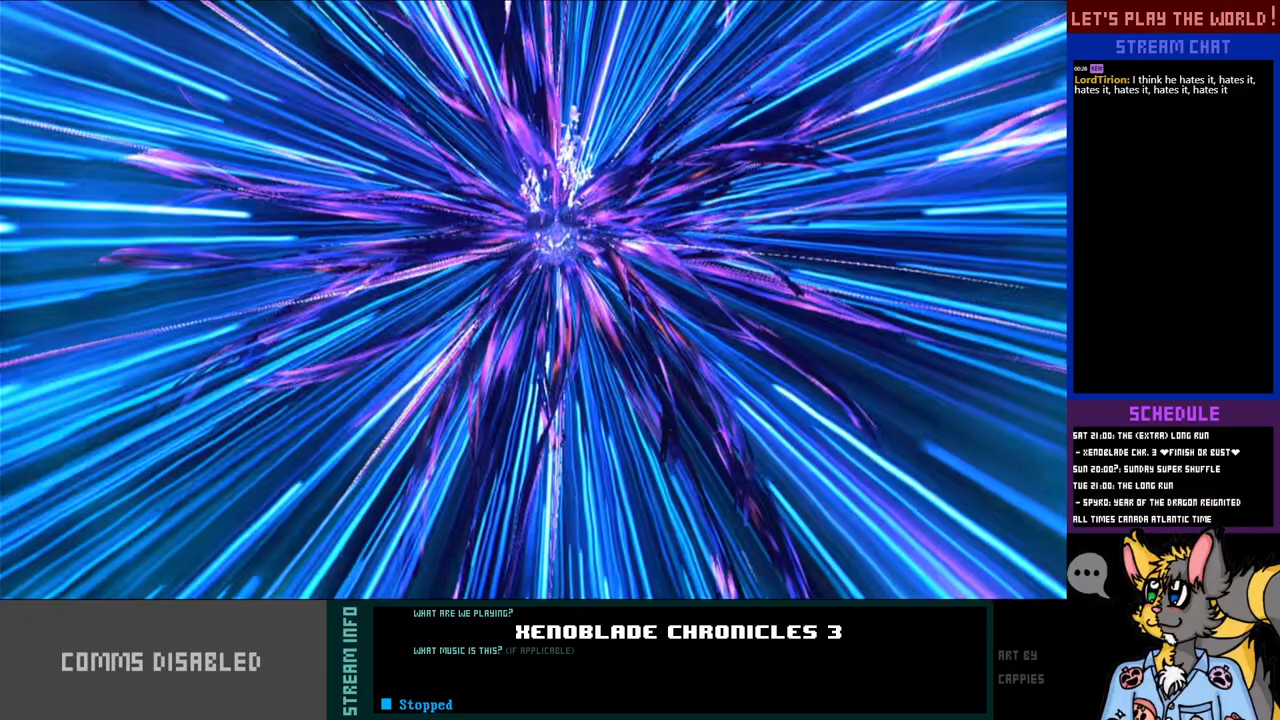 LET'S PLAY THE WORLD!
STREAM CHAT
00:26 NEW
LordTirion: I think he hates it, hates it,
hates it, hates it, hates it, hates it
SCHEDULE
SAT 21:00: THE (EXTRA) LONG RUN
- XENOBLADE CHR. 3 ❤FINISH OR BUST❤
SUN 20:00?: SUNDAY SUPER SHUFFLE
TUE 21:00: THE LONG RUN
- SPYRO: YEAR OF THE DRAGON REIGNITED
ALL TIMES CANADA ATLANTIC TIME
COMMS DISABLED
STREAM INFO
WHAT ARE WE PLAYING?
XENOBLADE CHRONICLES 3
WHAT MUSIC IS THIS? (IF APPLICABLE)
Stopped
ART BY
CAPPIES